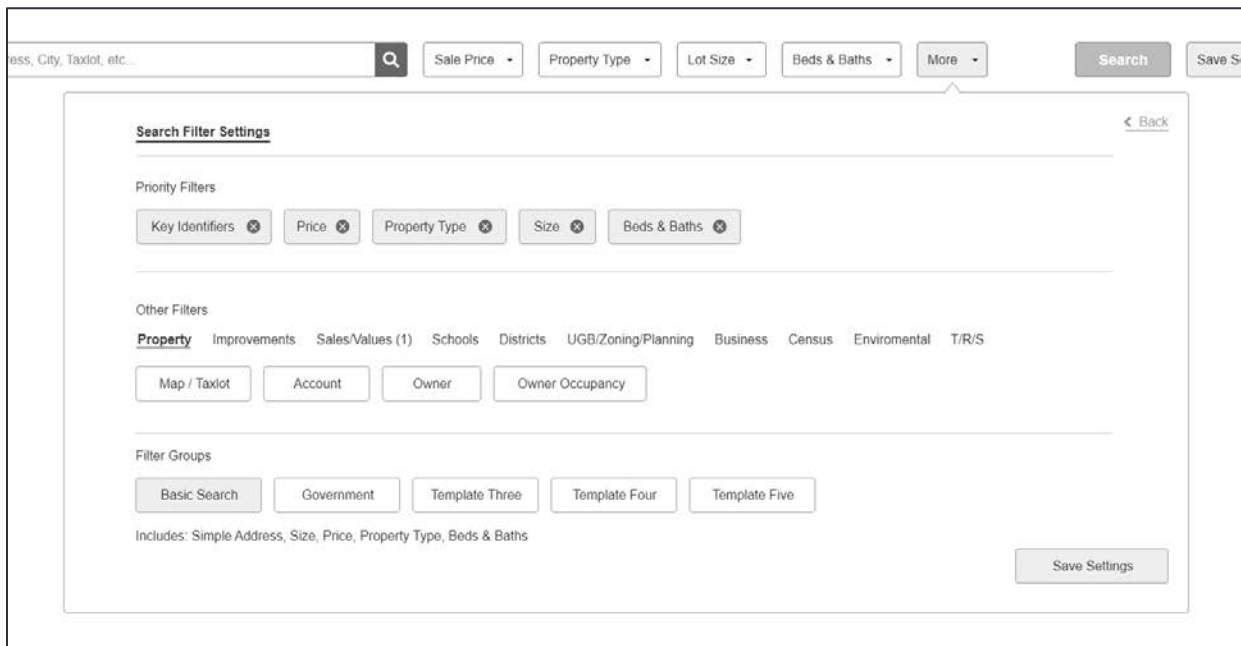 ess, City, Taxlot, etc... Sale Price Property Type Lot Size Beds & Baths More Search Save S
Back
Search Filter Settings
Priority Filters
Key Identifiers Price Property Type Size Beds & Baths
Other Filters
Property Improvements Sales/Values (1) Schools Districts UGB/Zoning/Planning Business Census Enviromental T/R/S
Map / Taxlot Account Owner Owner Occupancy
Filter Groups
Basic Search Government Template Three Template Four Template Five
Includes: Simple Address, Size, Price, Property Type, Beds & Baths
Save Settings